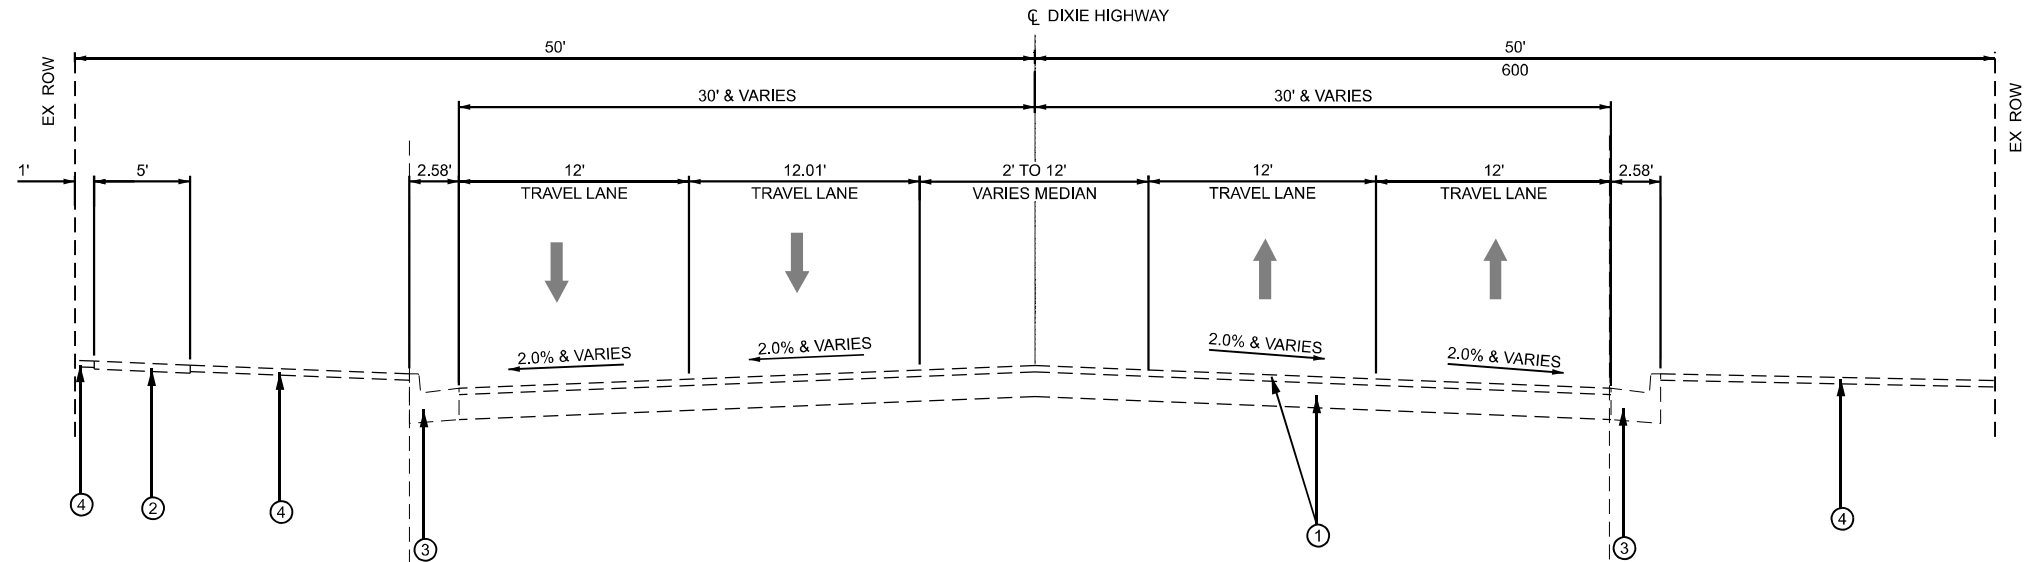 ℄ DIXIE HIGHWAY
50'
50'
600
EX ROW
EX ROW
30' & VARIES
30' & VARIES
1'
5'
2.58'
12'
12.01'
2' TO 12'
12'
12'
2.58'
TRAVEL LANE
TRAVEL LANE
VARIES MEDIAN
TRAVEL LANE
TRAVEL LANE
2.0% & VARIES
2.0% & VARIES
2.0% & VARIES
2.0% & VARIES
4
2
4
3
1
3
4